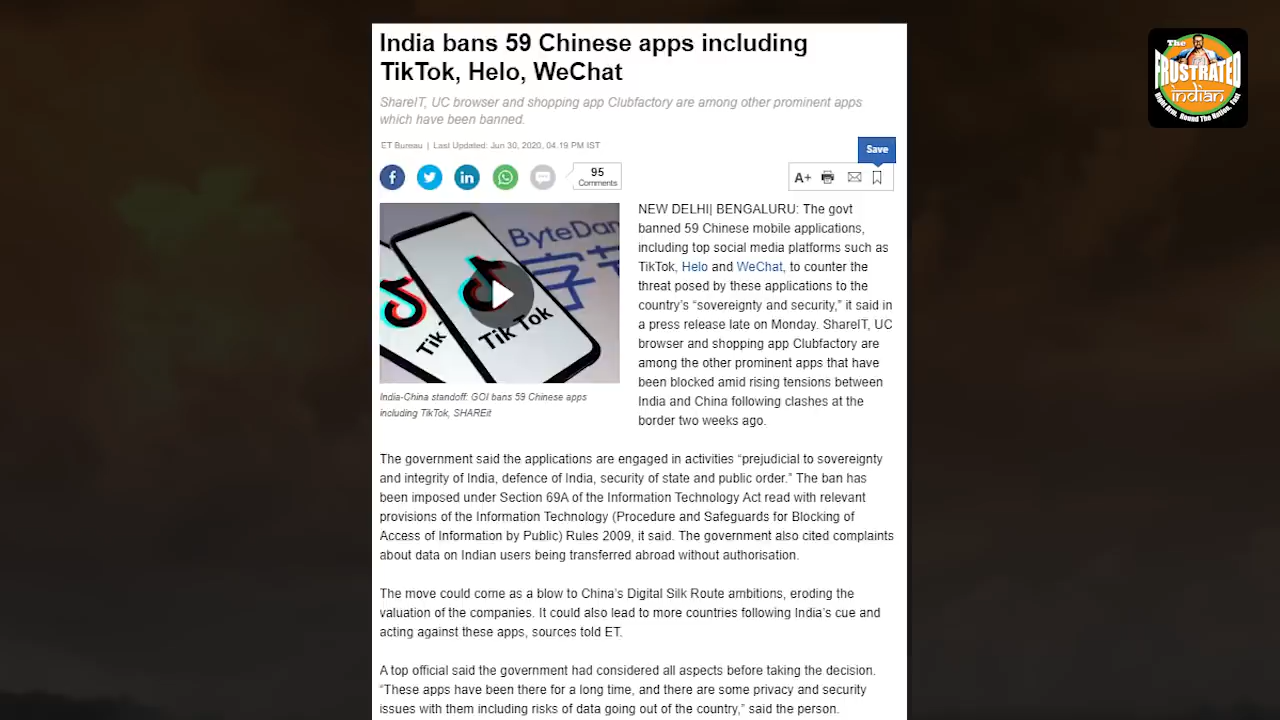 India bans 59 Chinese apps including
TikTok, Helo, WeChat
ShareIT, UC browser and shopping app Clubfactory are among other prominent apps
which have been banned.
ET Bureau | Last Updated: Jun 30, 2020, 04.19 PM IST
Save
95
Comments
A+
ByteDan
字节
Tik Tok
Tik
India-China standoff: GOI bans 59 Chinese apps
including TikTok, SHAREit
NEW DELHI| BENGALURU: The govt
banned 59 Chinese mobile applications,
including top social media platforms such as
TikTok, Helo and WeChat, to counter the
threat posed by these applications to the
country's “sovereignty and security,” it said in
a press release late on Monday. ShareIT, UC
browser and shopping app Clubfactory are
among the other prominent apps that have
been blocked amid rising tensions between
India and China following clashes at the
border two weeks ago.
The government said the applications are engaged in activities “prejudicial to sovereignty
and integrity of India, defence of India, security of state and public order.” The ban has
been imposed under Section 69A of the Information Technology Act read with relevant
provisions of the Information Technology (Procedure and Safeguards for Blocking of
Access of Information by Public) Rules 2009, it said. The government also cited complaints
about data on Indian users being transferred abroad without authorisation.
The move could come as a blow to China's Digital Silk Route ambitions, eroding the
valuation of the companies. It could also lead to more countries following India's cue and
acting against these apps, sources told ET.
A top official said the government had considered all aspects before taking the decision.
“These apps have been there for a long time, and there are some privacy and security
issues with them including risks of data going out of the country,” said the person.
The
FRUSTRATED
indian
Right Arm. Round The Nation. Fast